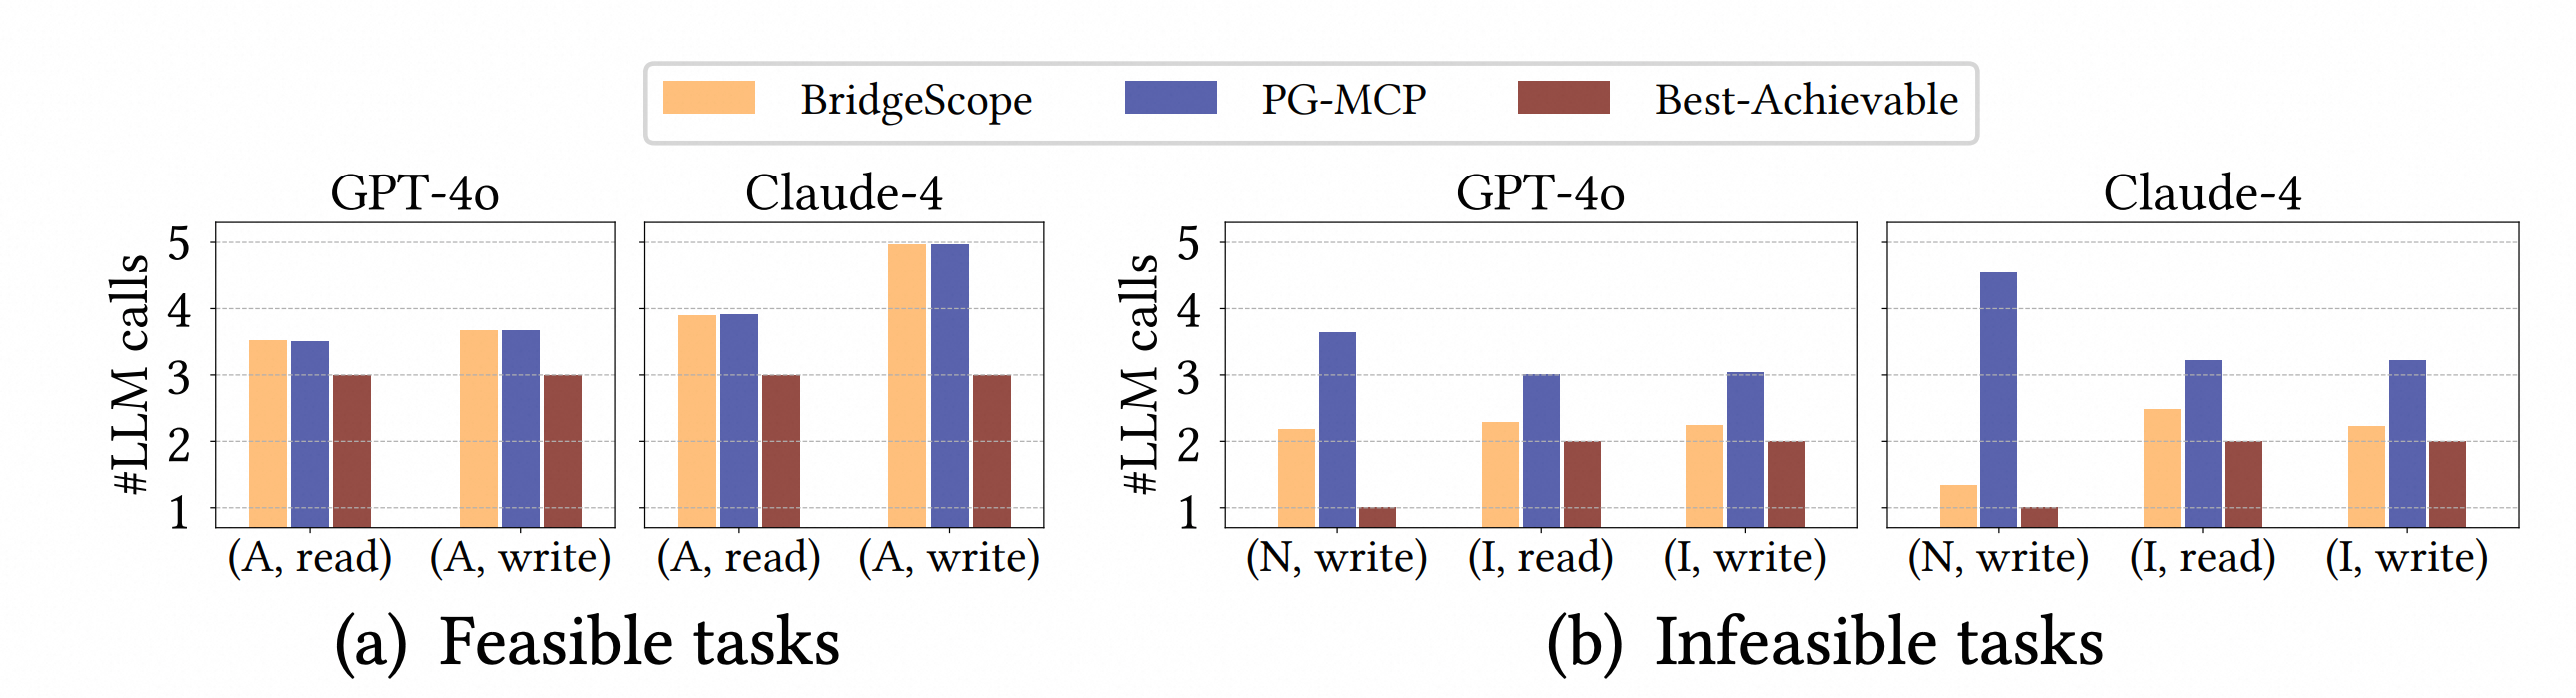 BridgeScope PG-MCP Best-Achievable
GPT-4o Claude-4 GPT-4o Claude-4
#LLM calls
5
4
3
2
1
(A, read) (A, write) (A, read) (A, write)
#LLM calls
5
4
3
2
1
(N, write) (I, read) (I, write) (N, write) (I, read) (I, write)
(a) Feasible tasks
(b) Infeasible tasks